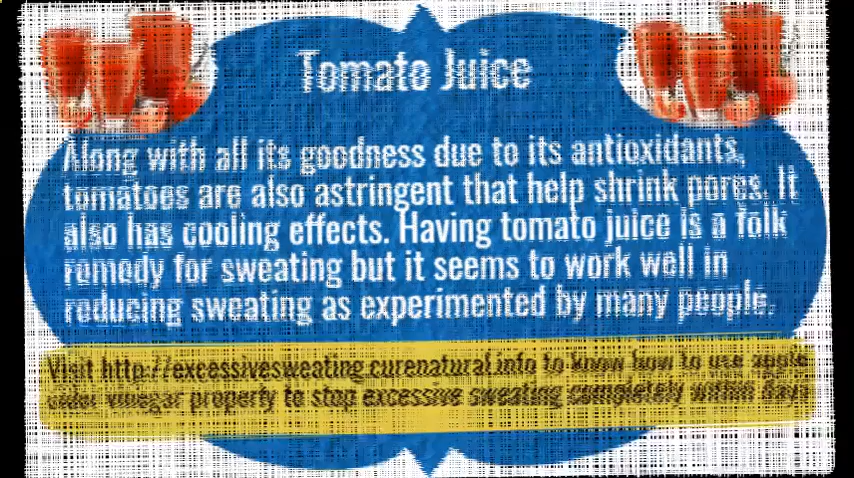 Tomato Juice
Along with all its goodness due to its antioxidants,
tomatoes are also astringent that help shrink pores. It
also has cooling effects. Having tomato juice is a folk
remedy for sweating but it seems to work well in
reducing sweating as experimented by many people.
Visit http://excessivesweating.curenatural.info to know how to use apple
cider vinegar property to stop excessive sweating completely within days